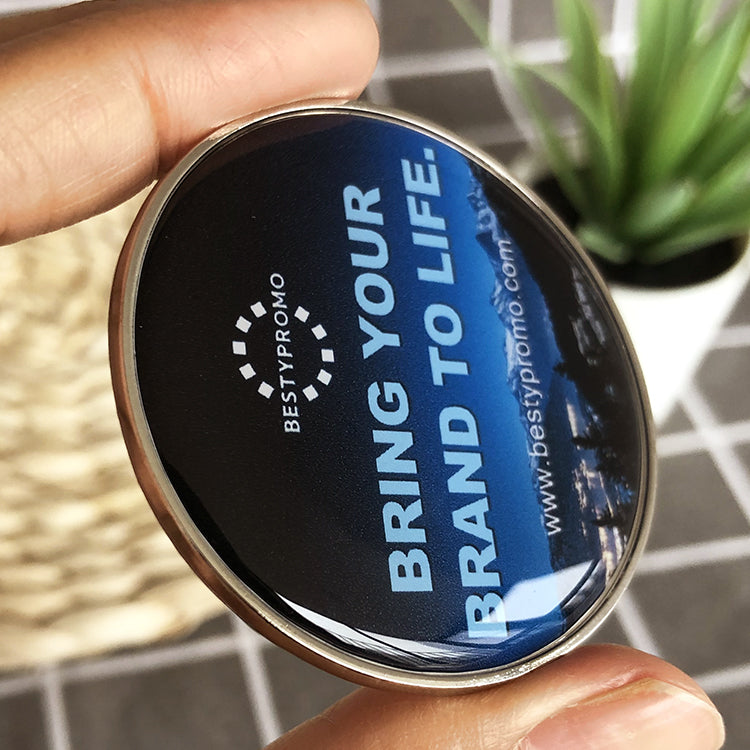 BESTYPROMO
BRING YOUR
BRAND TO LIFE.
www.bestypromo.com